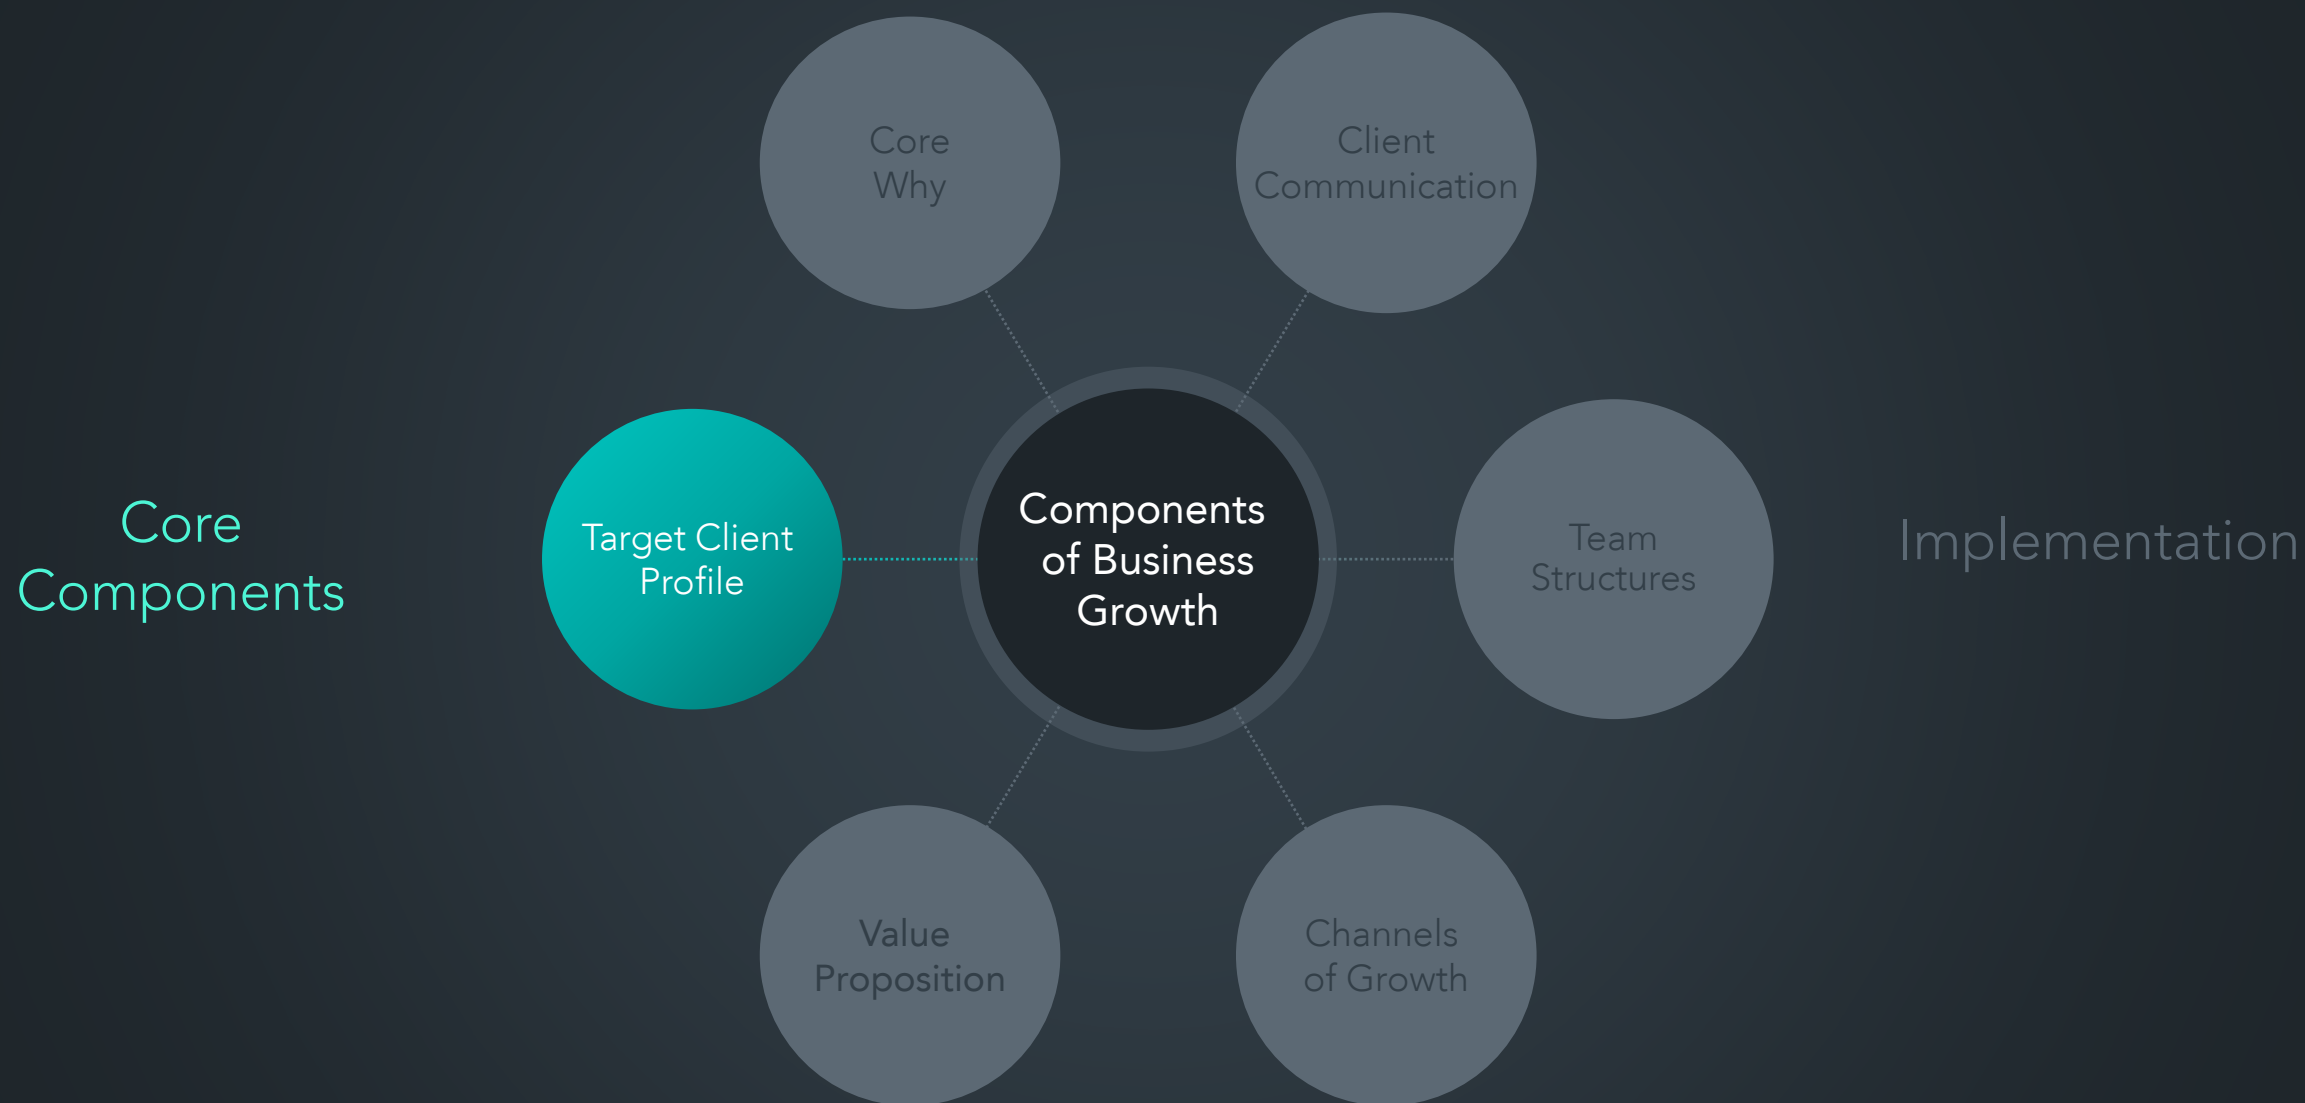 Core
Why
Client
Communication
Core
Components
Target Client
Profile
Components
of Business
Growth
Team
Structures
Implementation
Value
Proposition
Channels
of Growth